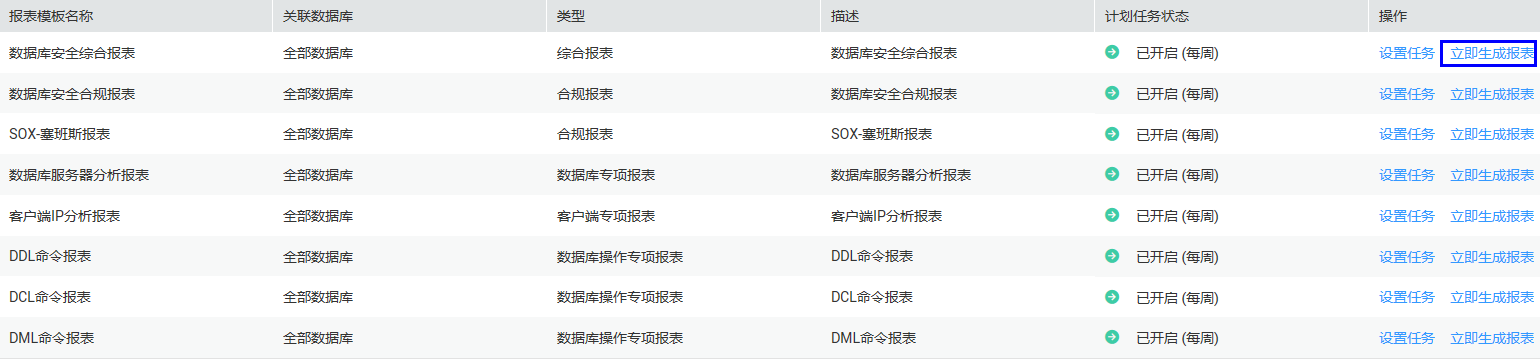 报表模板名称 关联数据库 类型 描述 计划任务状态 操作
数据库安全综合报表 全部数据库 综合报表 数据库安全综合报表 已开启 (每周) 设置任务 立即生成报表
数据库安全合规报表 全部数据库 合规报表 数据库安全合规报表 已开启 (每周) 设置任务 立即生成报表
SOX-塞班斯报表 全部数据库 合规报表 SOX-塞班斯报表 已开启 (每周) 设置任务 立即生成报表
数据库服务器分析报表 全部数据库 数据库专项报表 数据库服务器分析报表 已开启 (每周) 设置任务 立即生成报表
客户端IP分析报表 全部数据库 客户端专项报表 客户端IP分析报表 已开启 (每周) 设置任务 立即生成报表
DDL命令报表 全部数据库 数据库操作专项报表 DDL命令报表 已开启 (每周) 设置任务 立即生成报表
DCL命令报表 全部数据库 数据库操作专项报表 DCL命令报表 已开启 (每周) 设置任务 立即生成报表
DML命令报表 全部数据库 数据库操作专项报表 DML命令报表 已开启 (每周) 设置任务 立即生成报表